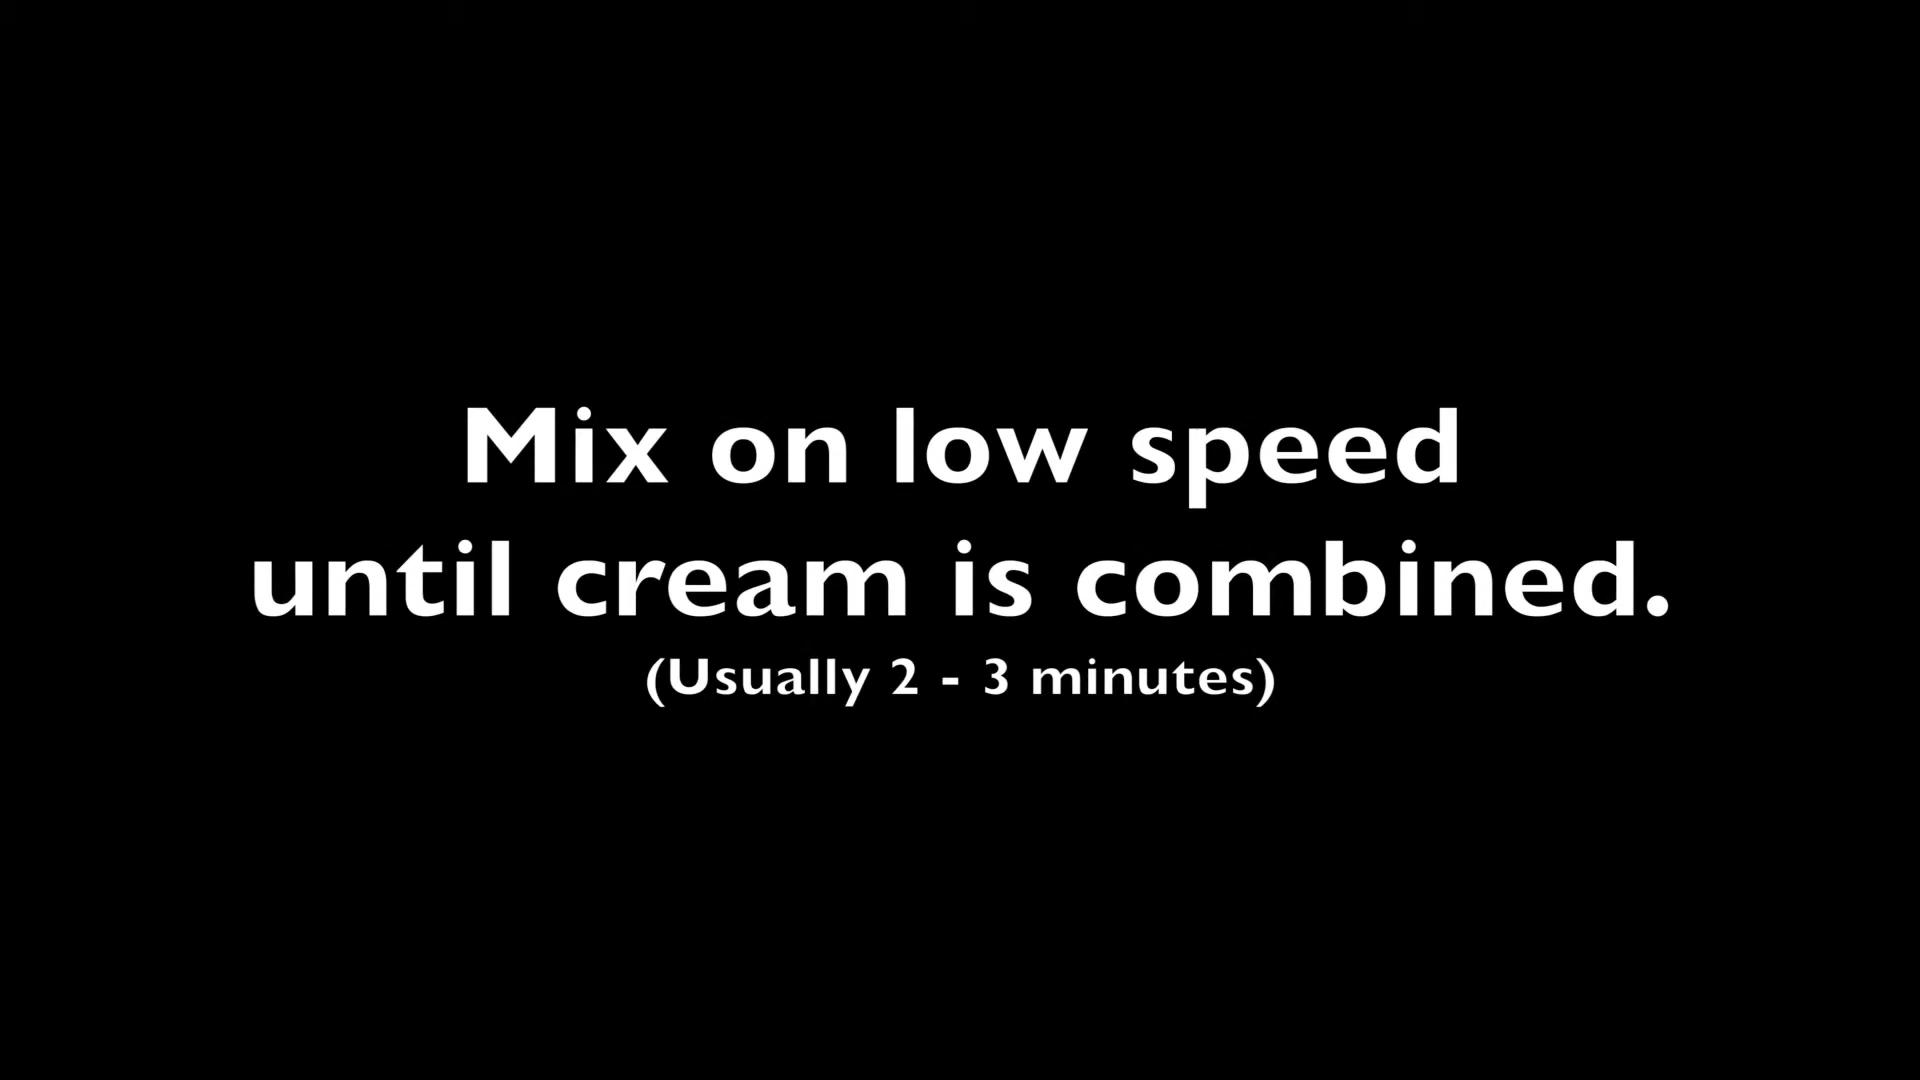 Mix on low speed
until cream is combined.
(Usually 2 - 3 minutes)